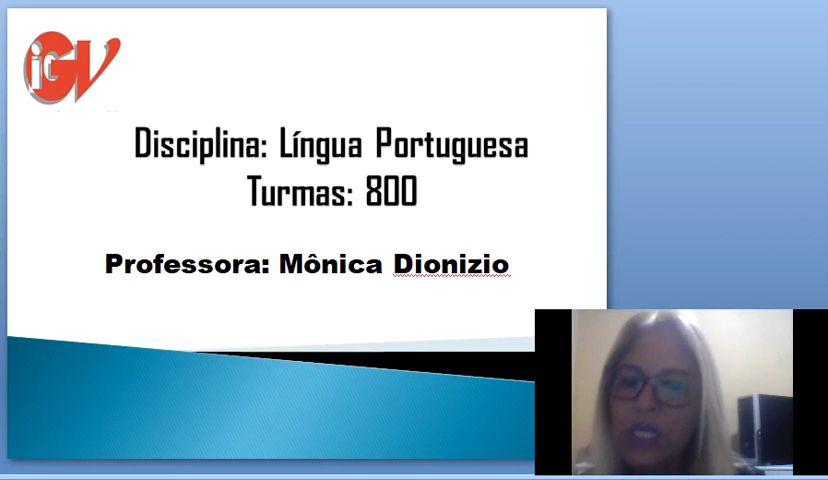 iGV
Disciplina: Língua Portuguesa
Turmas: 800
Professora: Mônica Dionizio